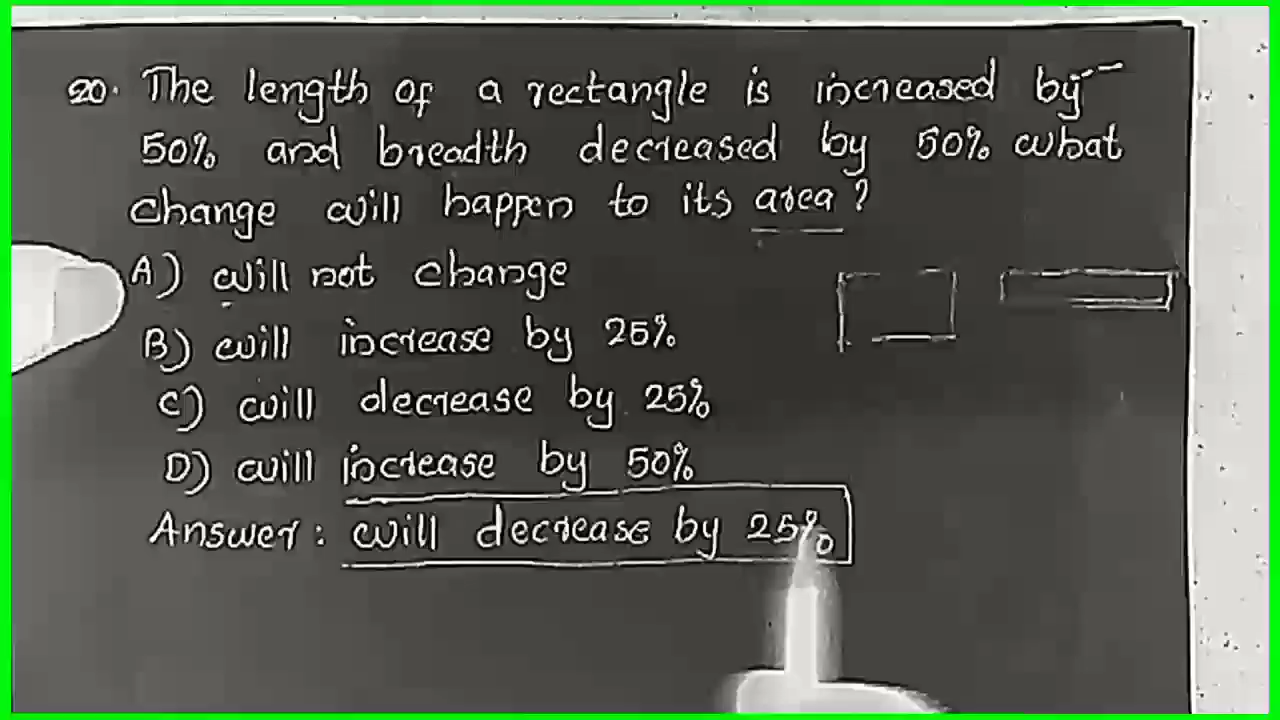 20. The length of a rectangle is increased by
50% and breadth decreased by 50% what
change will happen to its area?
A) will not change
B) will increase by 25%
C) will decrease by 25%
D) will increase by 50%
Answer: will decrease by 25%